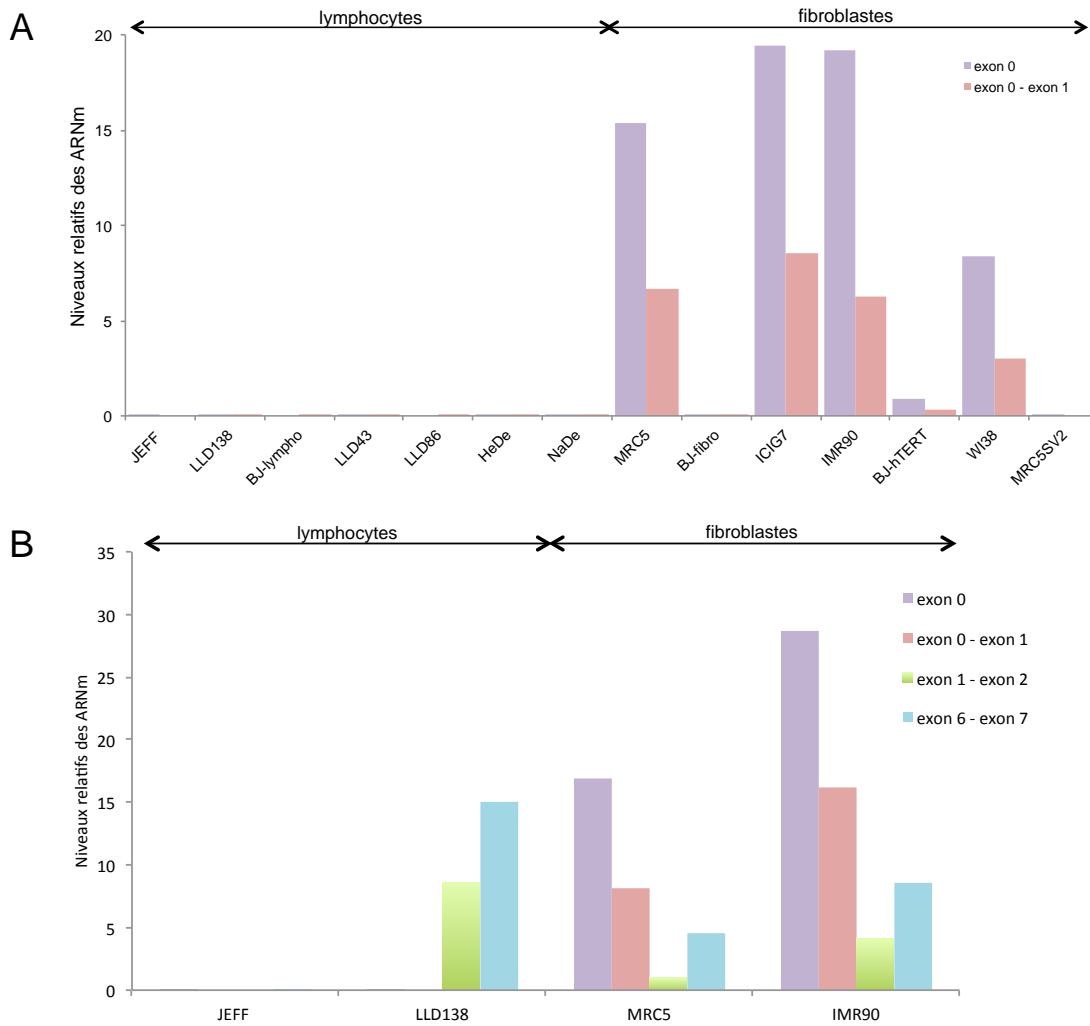 A
lymphocytes
fibroblastes
Niveaux relatifs des ARNm
20
15
10
5
0
exon 0
exon 0 - exon 1
JEFF
LLD138
BJ-lympho
LLD43
LLD86
HeDe
NaDe
MRC5
BJ-fibro
ICIG7
IMR90
BJ-hTERT
WI38
MRC5SV2
B
lymphocytes
fibroblastes
Niveaux relatifs des ARNm
35
30
25
20
15
10
5
0
exon 0
exon 0 - exon 1
exon 1 - exon 2
exon 6 - exon 7
JEFF
LLD138
MRC5
IMR90